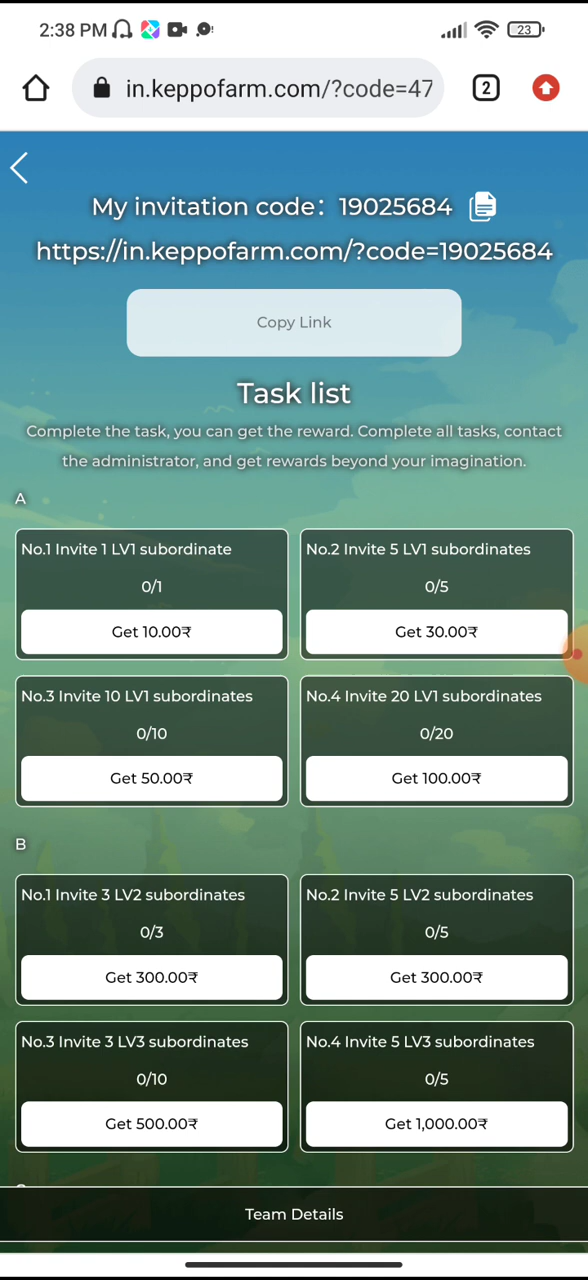 2:38 PM
23
in.keppofarm.com/?code=47
2
My invitation code: 19025684
https://in.keppofarm.com/?code=19025684
Copy Link
Task list
Complete the task, you can get the reward. Complete all tasks, contact
the administrator, and get rewards beyond your imagination.
A
No.1 Invite 1 LV1 subordinate
0/1
Get 10.00₹
No.2 Invite 5 LV1 subordinates
0/5
Get 30.00₹
No.3 Invite 10 LV1 subordinates
0/10
Get 50.00₹
No.4 Invite 20 LV1 subordinates
0/20
Get 100.00₹
B
No.1 Invite 3 LV2 subordinates
0/3
Get 300.00₹
No.2 Invite 5 LV2 subordinates
0/5
Get 300.00₹
No.3 Invite 3 LV3 subordinates
0/10
Get 500.00₹
No.4 Invite 5 LV3 subordinates
0/5
Get 1,000.00₹
Team Details